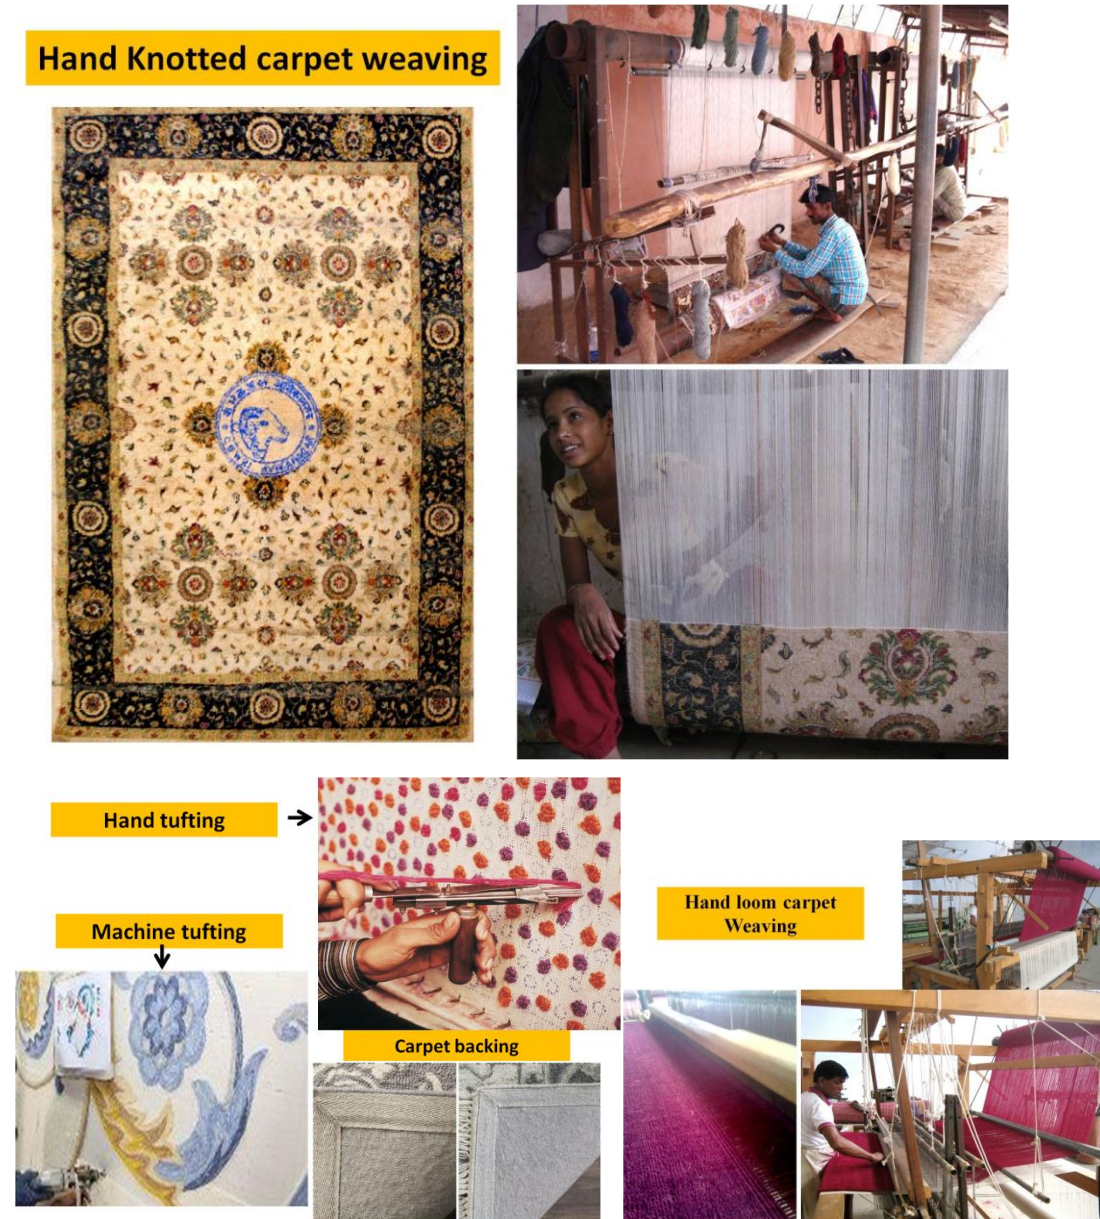 Hand Knotted carpet weaving
Hand tufting
Machine tufting
Hand loom carpet
Weaving
Carpet backing